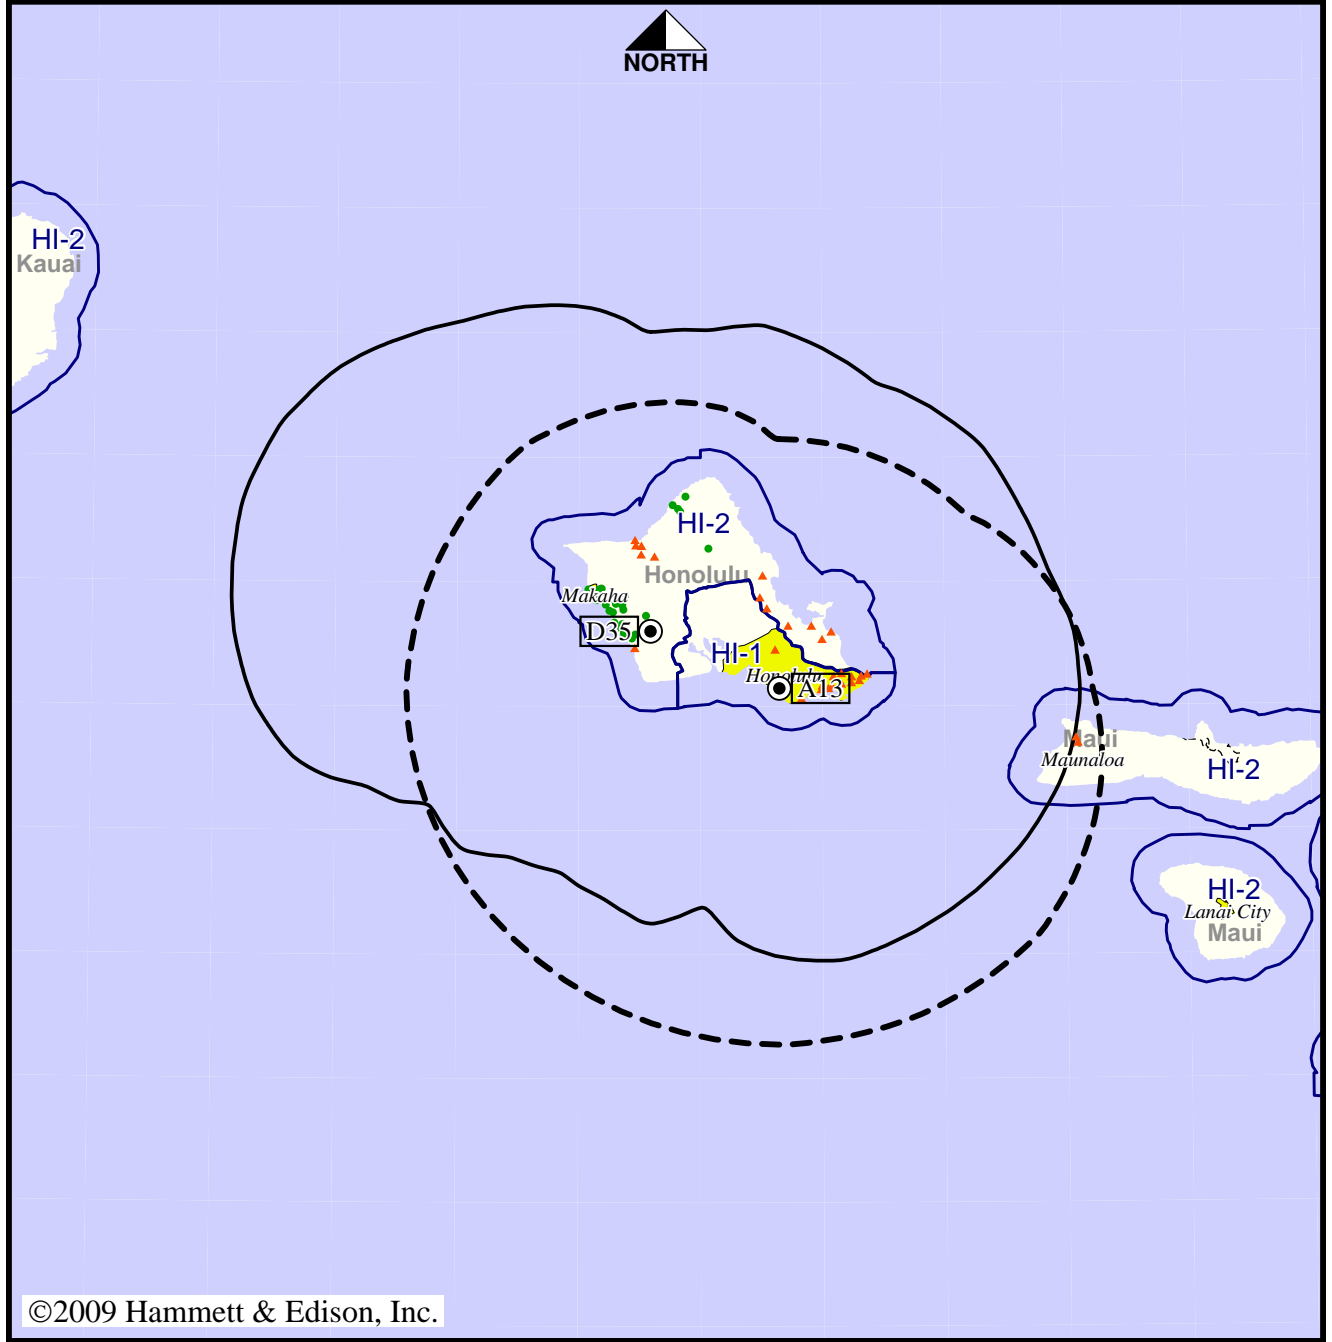 NORTH
HI-2
Kauai
HI-2
Honolulu
Makaha
D35
HI-1
Honolulu
A13
Maui
Maunaloa
HI-2
HI-2
Lanai City
Maui
©2009 Hammett & Edison, Inc.